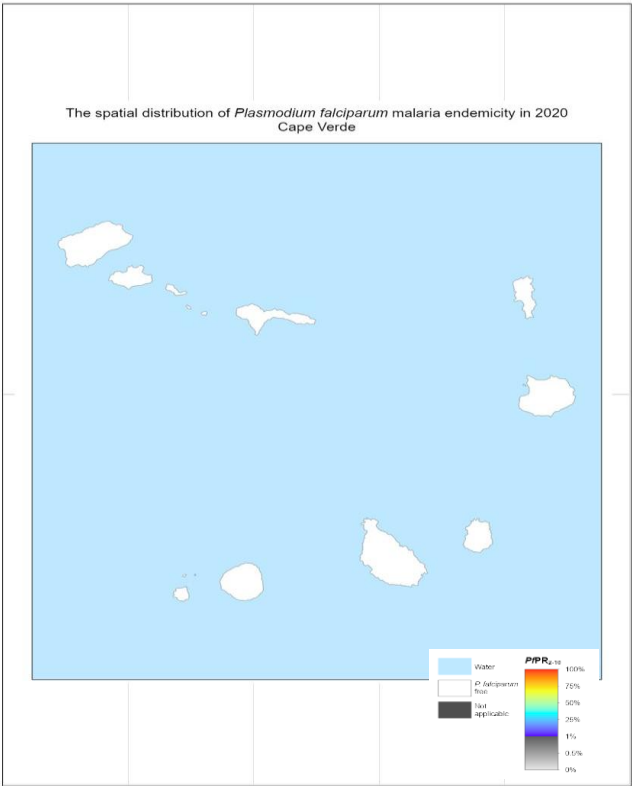 The spatial distribution of Plasmodium falciparum malaria endemicity in 2020
Cape Verde
Water
P. falciparum
free
Not
applicable
PfPR2-10
100%
75%
50%
25%
1%
0.5%
0%